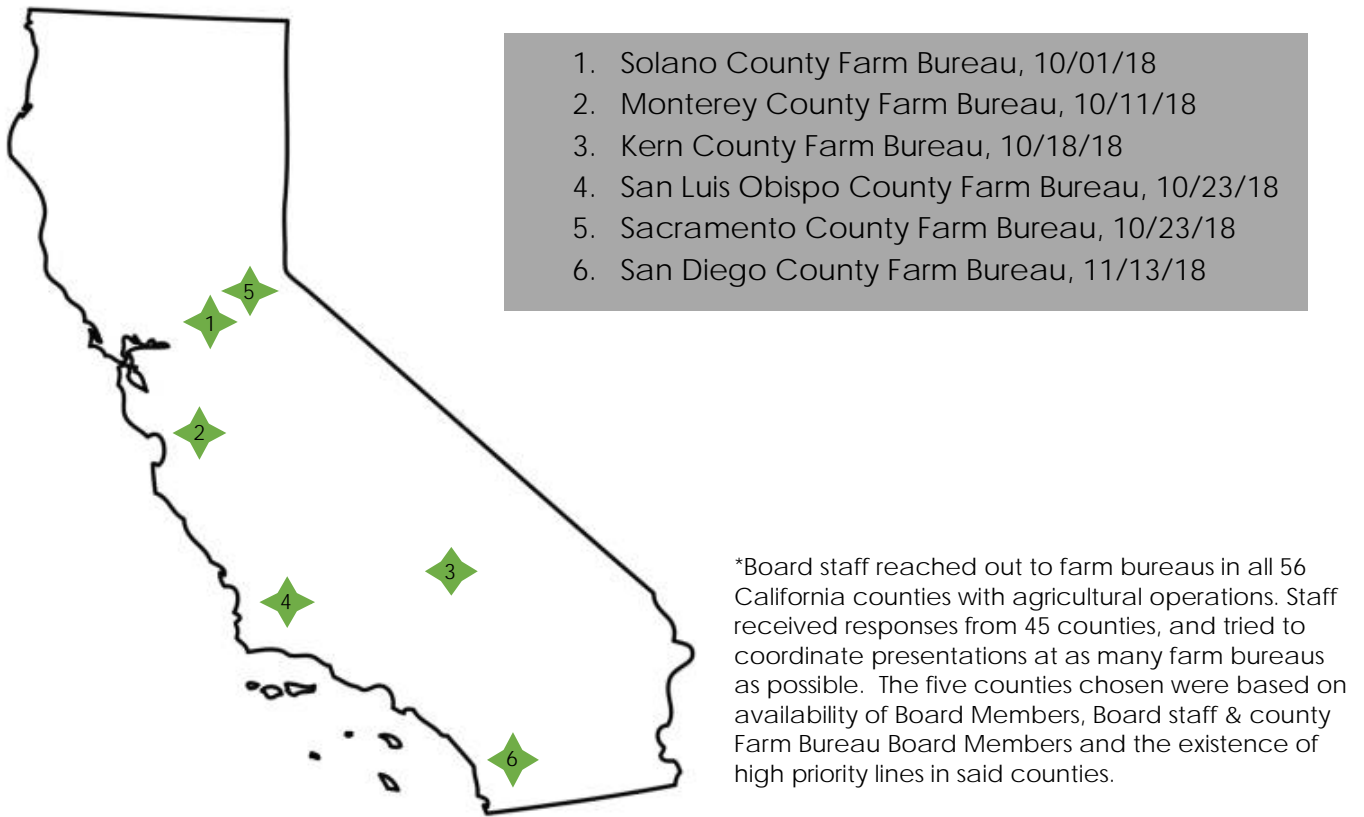 1. Solano County Farm Bureau, 10/01/18
2. Monterey County Farm Bureau, 10/11/18
3. Kern County Farm Bureau, 10/18/18
4. San Luis Obispo County Farm Bureau, 10/23/18
5. Sacramento County Farm Bureau, 10/23/18
6. San Diego County Farm Bureau, 11/13/18
5
1
2
3
4
6
*Board staff reached out to farm bureaus in all 56
California counties with agricultural operations. Staff
received responses from 45 counties, and tried to
coordinate presentations at as many farm bureaus
as possible. The five counties chosen were based on
availability of Board Members, Board staff & county
Farm Bureau Board Members and the existence of
high priority lines in said counties.